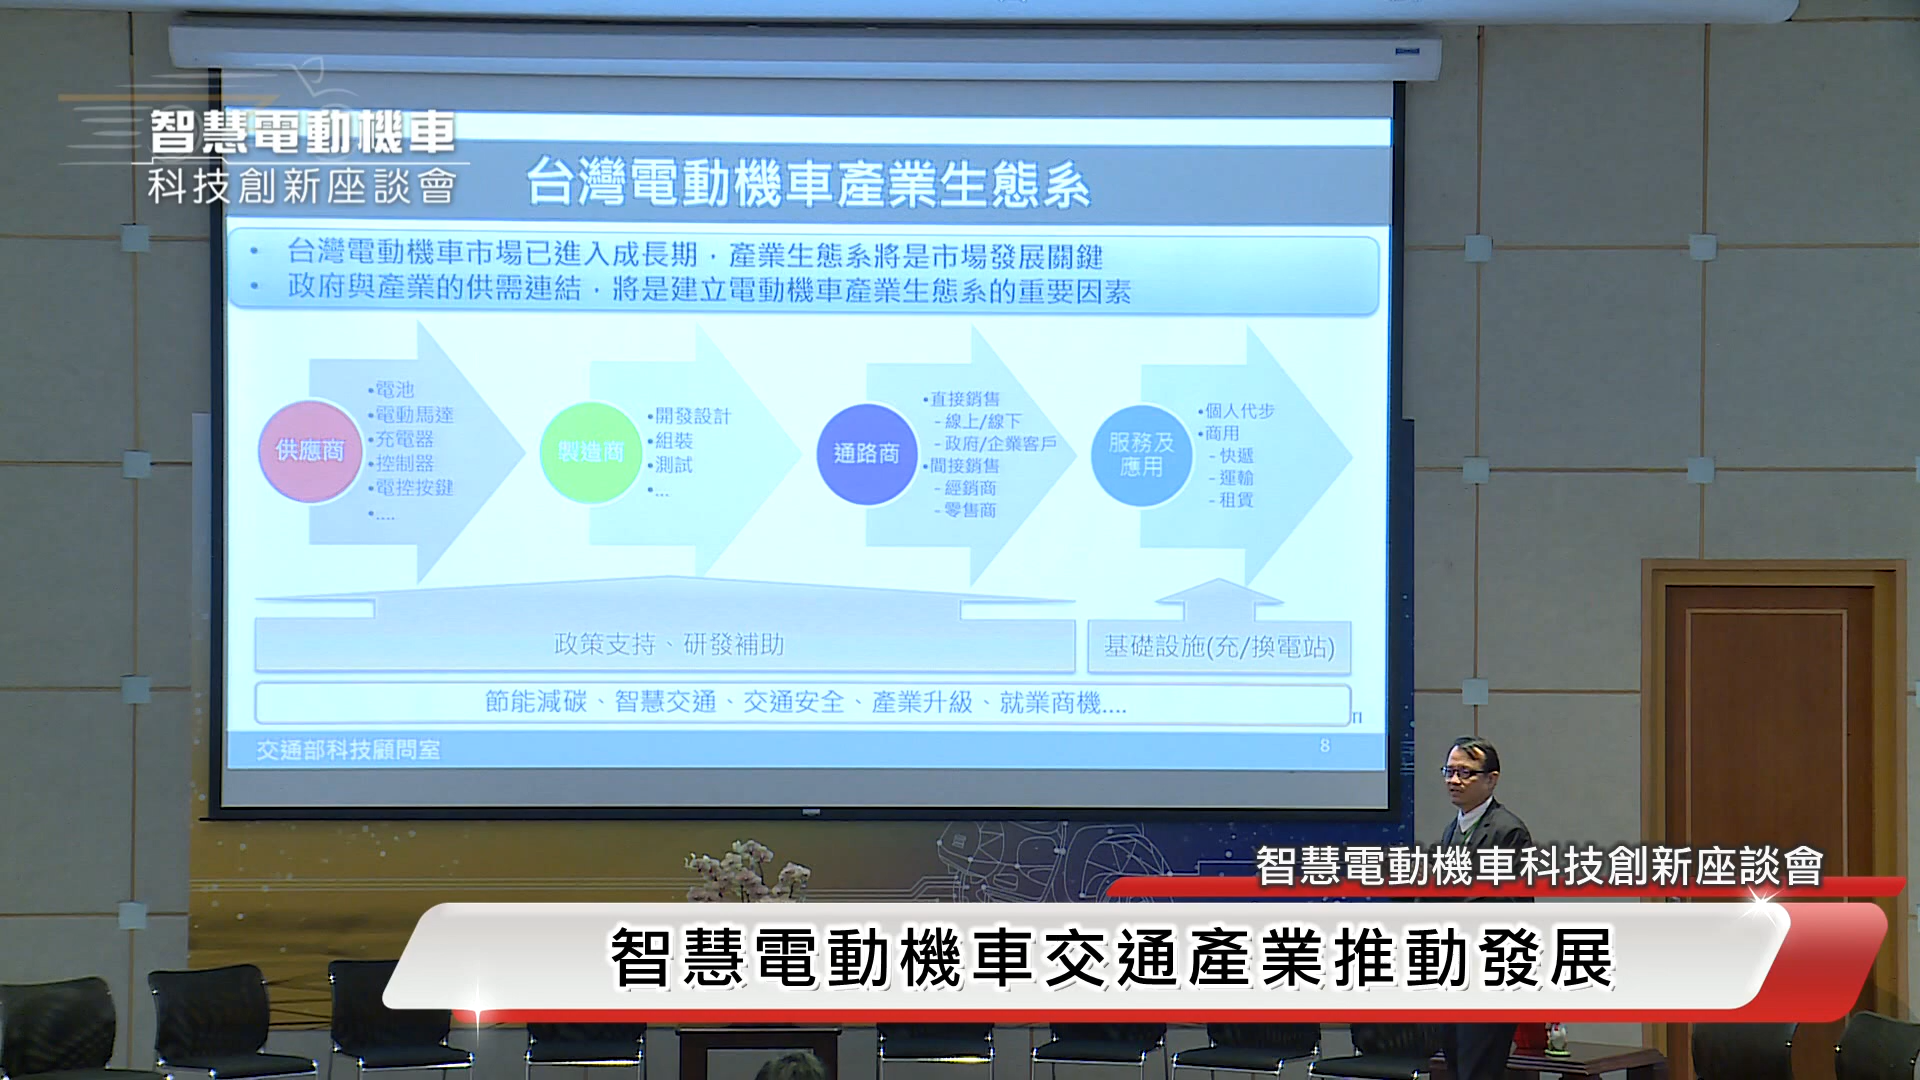 智慧電動機車
科技創新座談會
台灣電動機車產業生態系
• 台灣電動機車市場已進入成長期，產業生態系將是市場發展關鍵
• 政府與產業的供需連結，將是建立電動機車產業生態系的重要因素
供應商
•電池
•電動馬達
•充電器
•控制器
•電控按鍵
•....
製造商
•開發設計
•組裝
•測試
•...
通路商
•直接銷售
－線上/線下
－政府/企業客戶
•間接銷售
－經銷商
－零售商
服務及
應用
•個人代步
•商用
－快遞
－運輸
－租賃
政策支持、研發補助
基礎設施(充/換電站)
節能減碳、智慧交通、交通安全、產業升級、就業商機....
交通部科技顧問室
8
智慧電動機車科技創新座談會
智慧電動機車交通產業推動發展